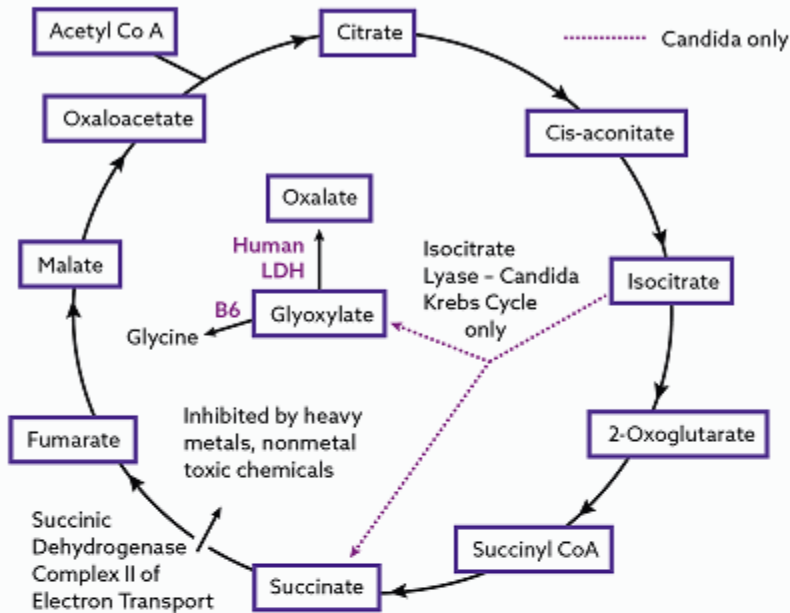 Acetyl Co A
Citrate
Candida only
Oxaloacetate
Cis-aconitate
Oxalate
Human
LDH
Isocitrate
Lyase – Candida
Krebs Cycle
only
Malate
Isocitrate
B6
Glyoxylate
Glycine
Inhibited by heavy
metals, nonmetal
toxic chemicals
Fumarate
2-Oxoglutarate
Succinic
Dehydrogenase
Complex II of
Electron Transport
Succinyl CoA
Succinate